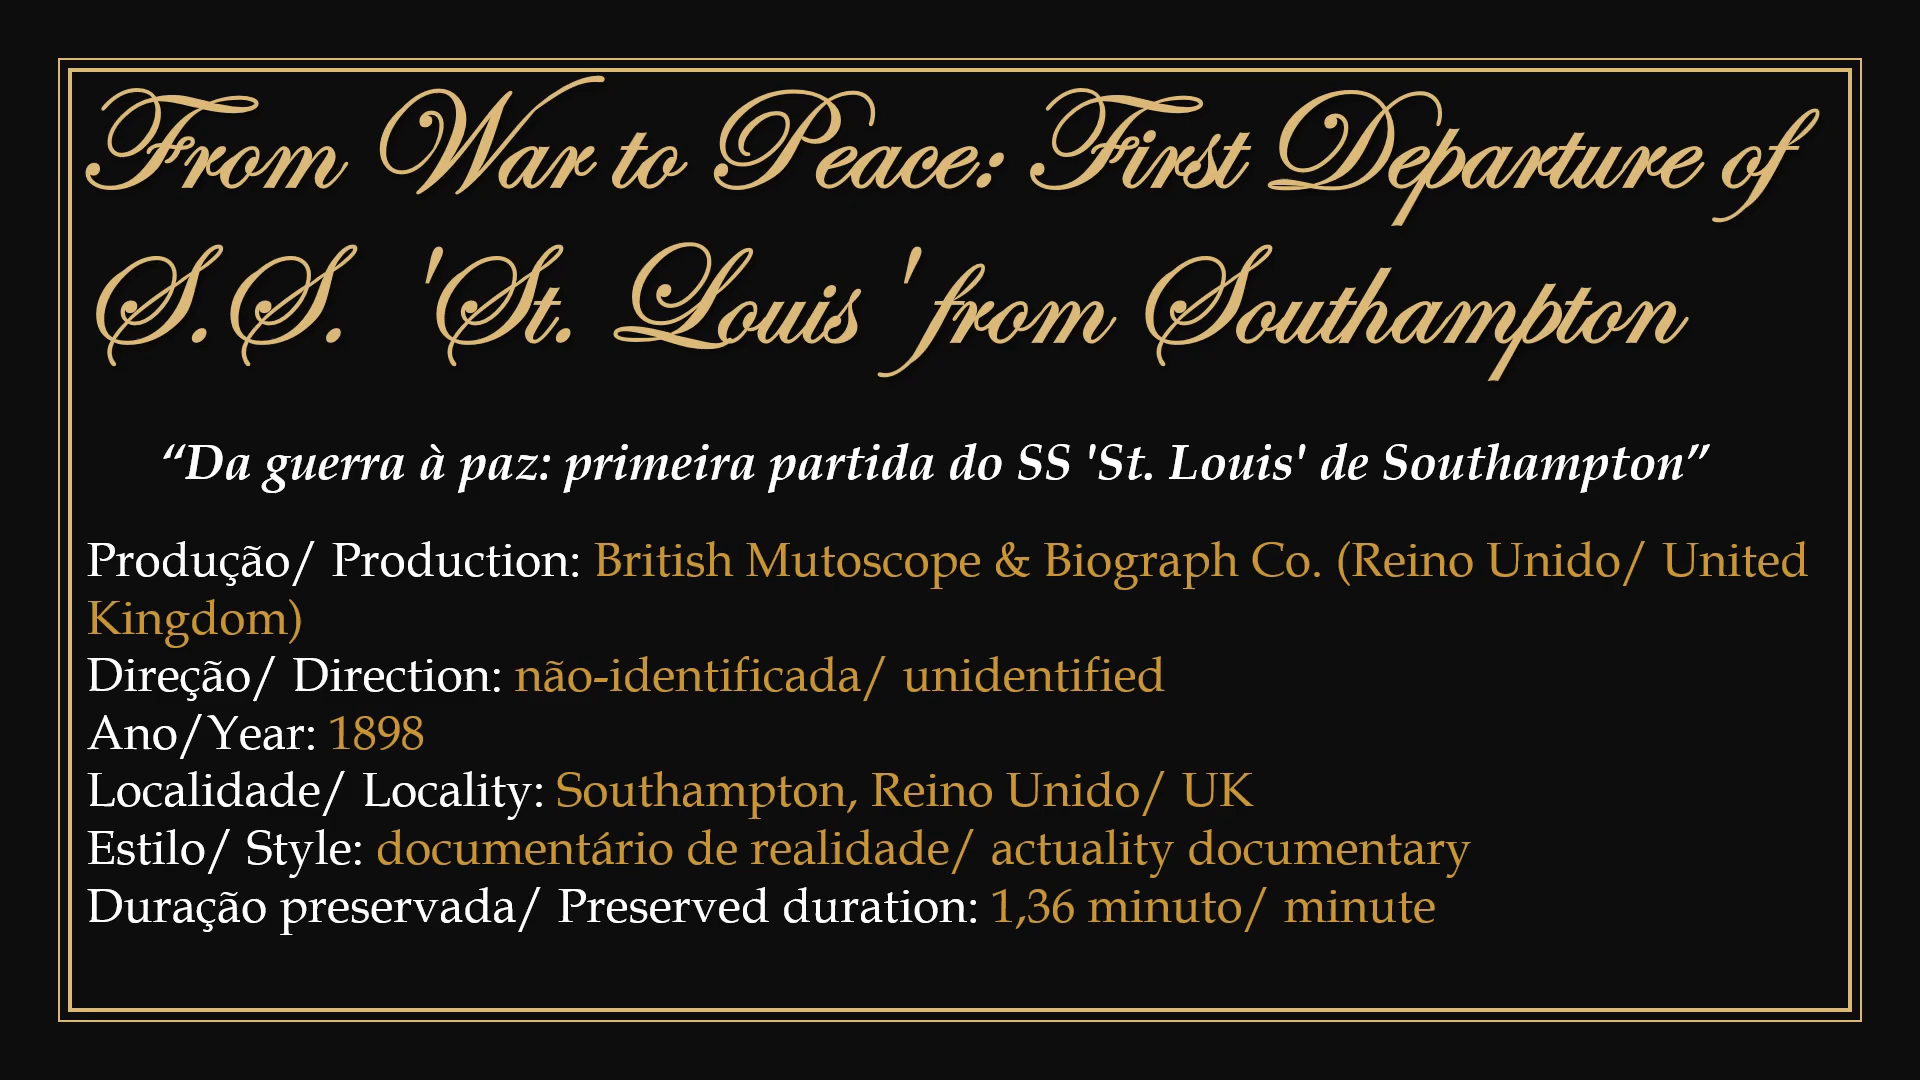 From War to Peace: First Departure of
S.S. 'St. Louis' from Southampton
“Da guerra à paz: primeira partida do SS 'St. Louis' de Southampton”
Produção/ Production: British Mutoscope & Biograph Co. (Reino Unido/ United
Kingdom)
Direção/ Direction: não-identificada/ unidentified
Ano/Year: 1898
Localidade/ Locality: Southampton, Reino Unido/ UK
Estilo/ Style: documentário de realidade/ actuality documentary
Duração preservada/ Preserved duration: 1,36 minuto/ minute